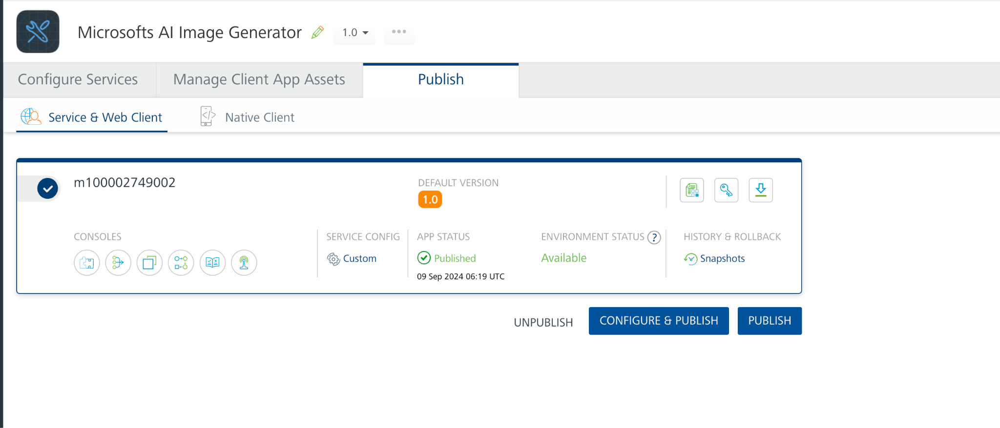 Microsofts AI Image Generator
1.0
Configure Services
Manage Client App Assets
Publish
Service & Web Client
Native Client
m100002749002
DEFAULT VERSION
1.0
CONSOLES
SERVICE CONFIG
Custom
APP STATUS
Published
09 Sep 2024 06:19 UTC
ENVIRONMENT STATUS ?
Available
HISTORY & ROLLBACK
Snapshots
UNPUBLISH
CONFIGURE & PUBLISH
PUBLISH